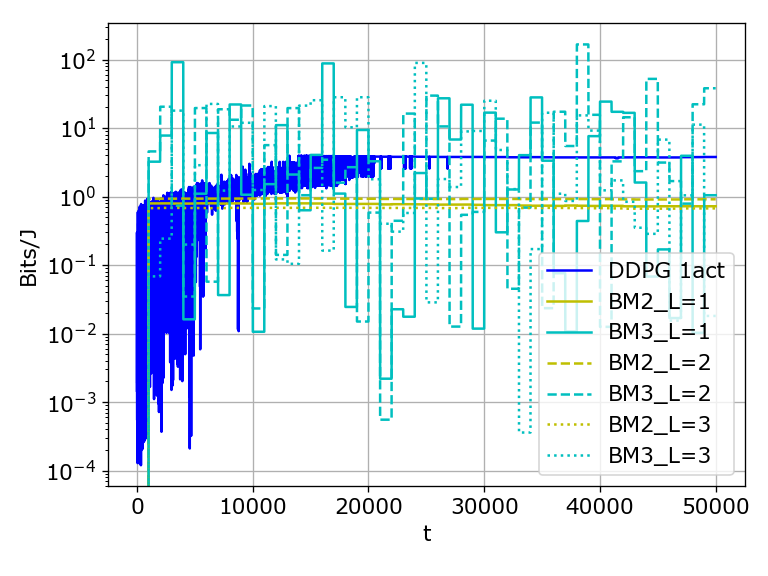 10²
10¹
10⁰
10⁻¹
10⁻²
10⁻³
10⁻⁴
Bits/J
DDPG 1act
BM2_L=1
BM3_L=1
BM2_L=2
BM3_L=2
BM2_L=3
BM3_L=3
0 10000 20000 30000 40000 50000
t